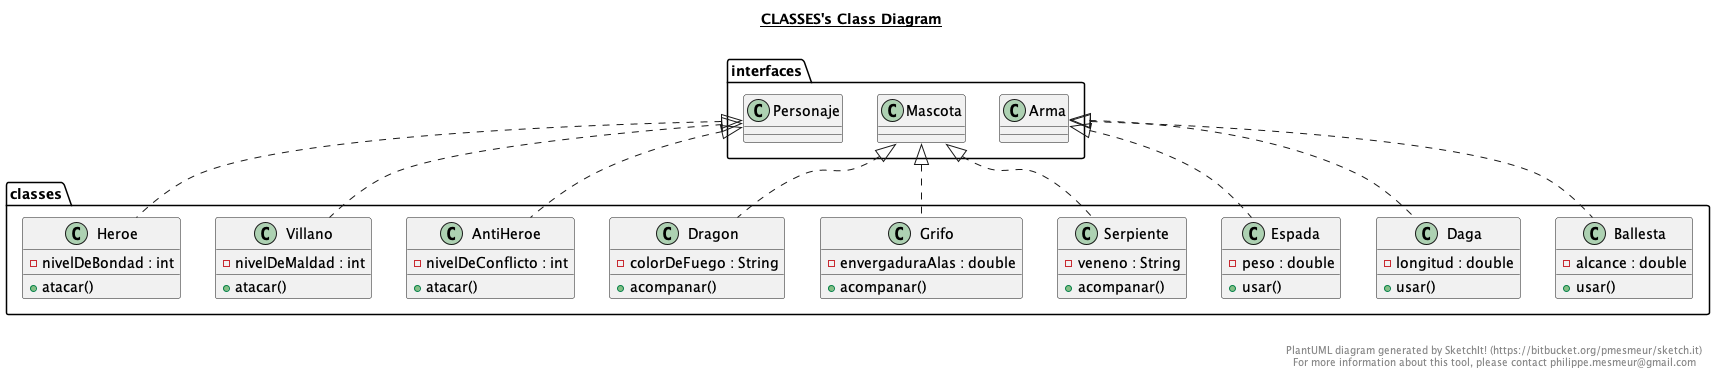 CLASSES's Class Diagram
interfaces
C Personaje
C Mascota
C Arma
classes
C Heroe
nivelDeBondad : int
atacar()
C Villano
nivelDeMaldad : int
atacar()
C AntiHeroe
nivelDeConflicto : int
atacar()
C Dragon
colorDeFuego : String
acompanar()
C Grifo
envergaduraAlas : double
acompanar()
C Serpiente
veneno : String
acompanar()
C Espada
peso : double
usar()
C Daga
longitud : double
usar()
C Ballesta
alcance : double
usar()
PlantUML diagram generated by SketchIt! (https://bitbucket.org/pmesmeur/sketch.it)
For more information about this tool, please contact philippe.mesmeur@gmail.com